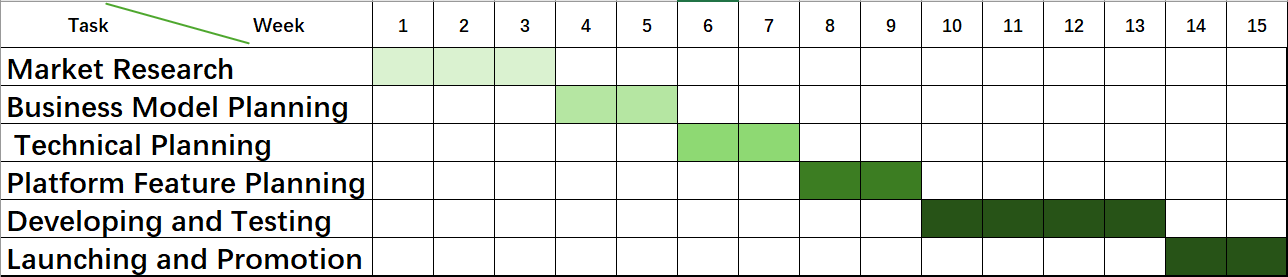 Task Week 1 2 3 4 5 6 7 8 9 10 11 12 13 14 15
Market Research
Business Model Planning
Technical Planning
Platform Feature Planning
Developing and Testing
Launching and Promotion